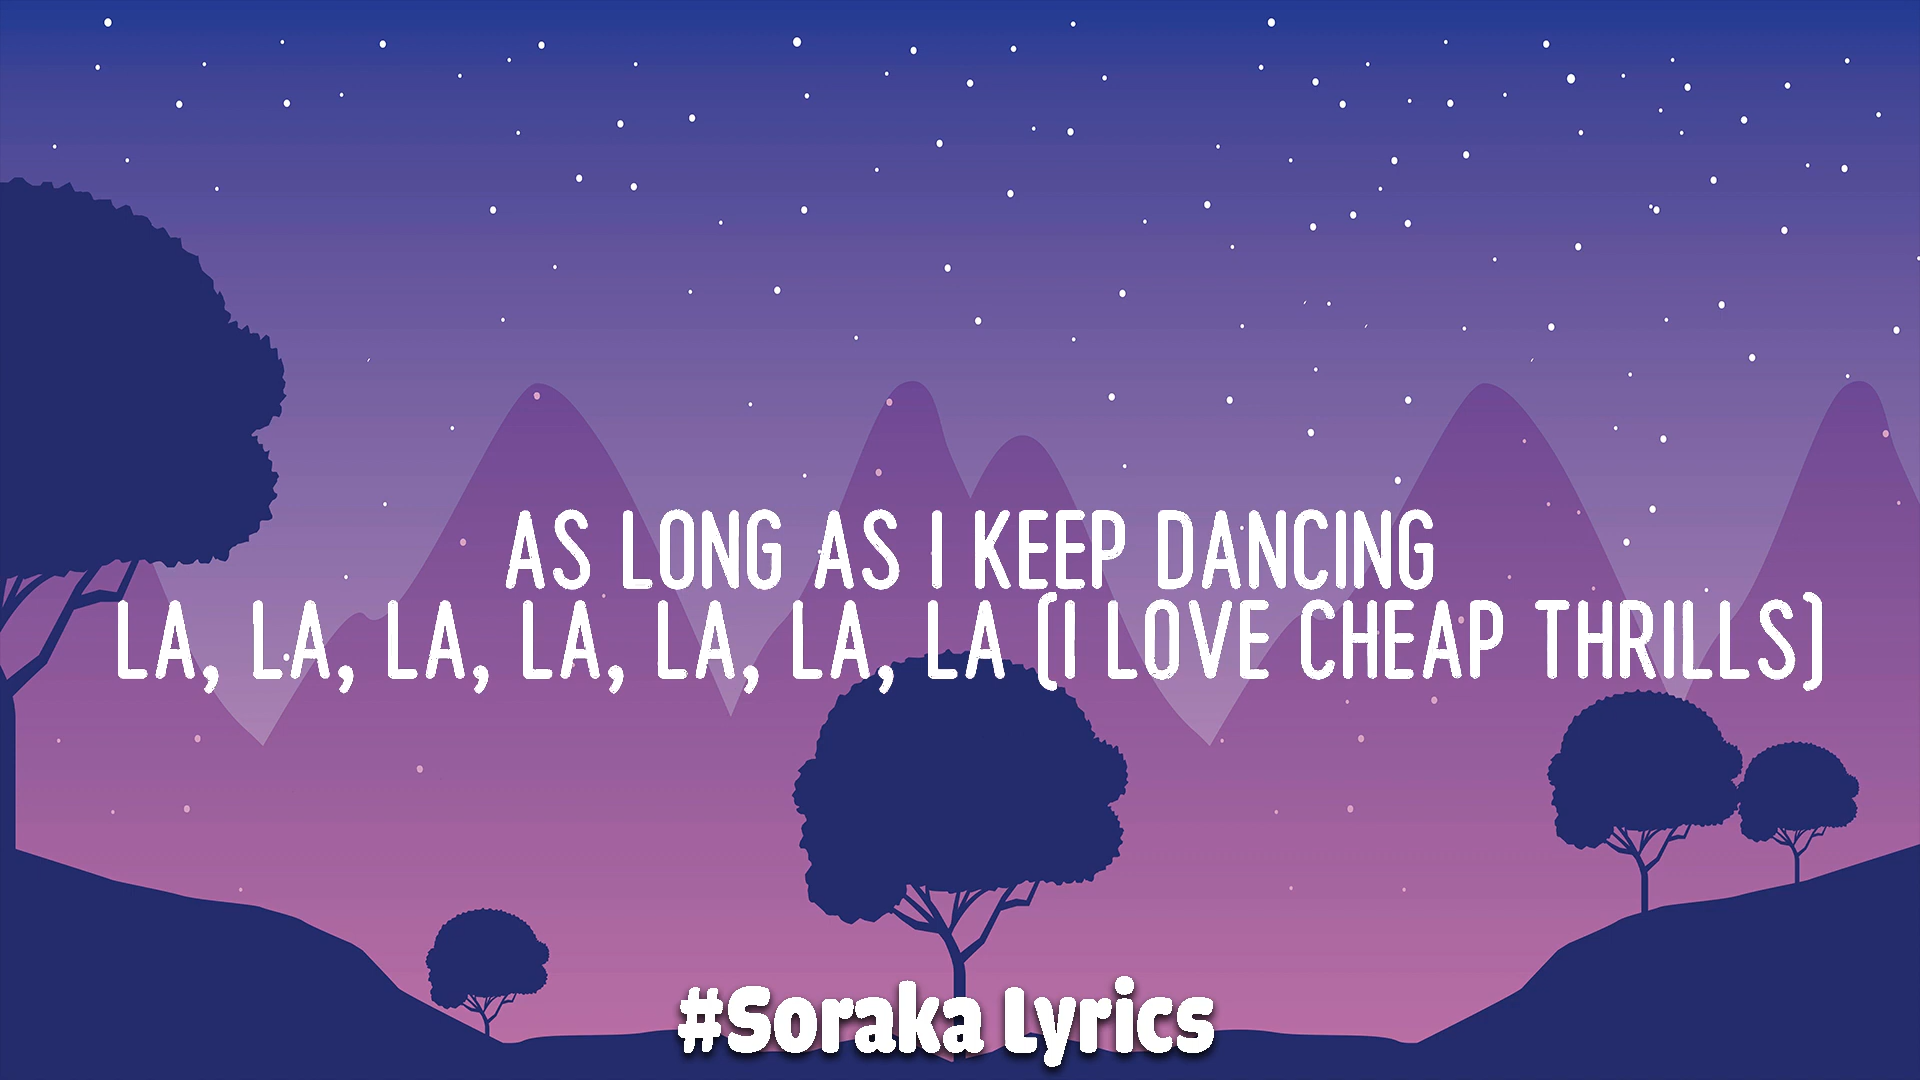 AS LONG AS I KEEP DANCING
LA, LA, LA, LA, LA, LA, LA (I LOVE CHEAP THRILLS)
#Soraka Lyrics